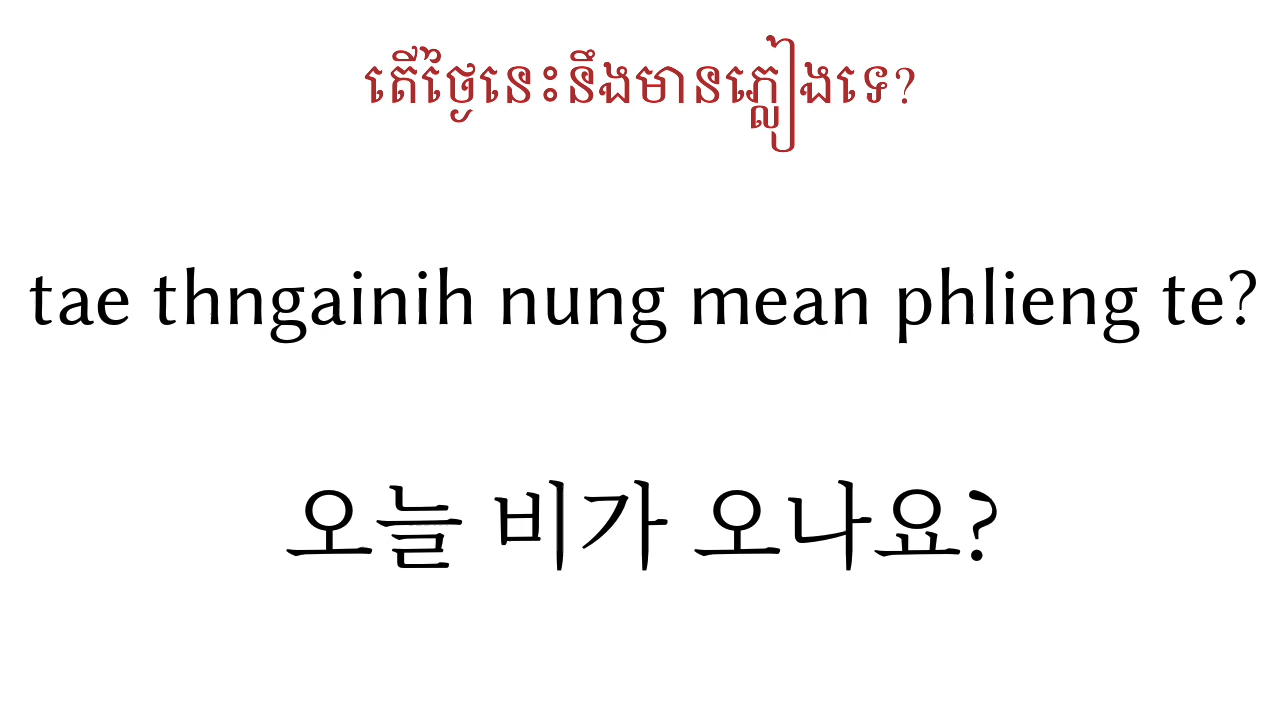 តើថ្ងៃនេះនឹងមានភ្លៀងទេ?
tae thngainih nung mean phlieng te?
오늘 비가 오나요?